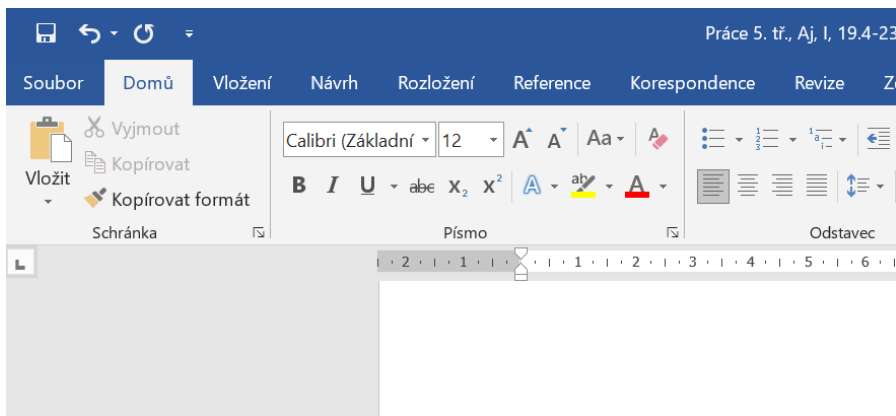 Práce 5. tř., Aj, I, 19.4-23
Soubor Domů Vložení Návrh Rozložení Reference Korespondence Revize
Vložit
Vyjmout
Kopírovat
Kopírovat formát
Schránka
Calibri (Základní 12 A A Aa
B I U abc X2 X2 A ab A
Písmo
Odstavec
2 1 1 2 3 4 5 6